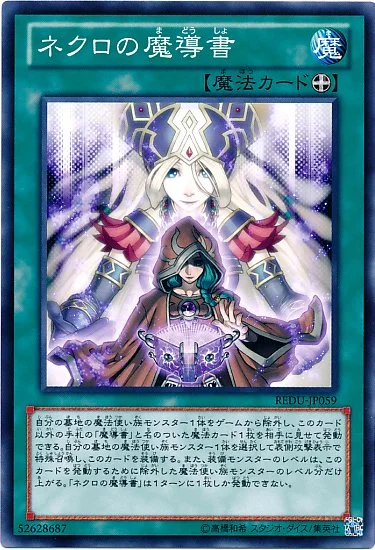 ネクロの魔導書
魔
【魔法カード】
REDU-JP059
自分の墓地の魔法使い族モンスター1体をゲームから除外し、このカード
以外の手札の「魔導書」と名のついた魔法カード1枚を相手に見せて発動
できる。自分の墓地の魔法使い族モンスター1体を選択して表側攻撃表示で
特殊召喚し、このカードを装備する。また、装備モンスターのレベルは、この
カードを発動するために除外した魔法使い族モンスターのレベル分だけ
上がる。「ネクロの魔導書」は1ターンに1枚しか発動できない。
52628687
©高橋和希 スタジオ・ダイス/集英社